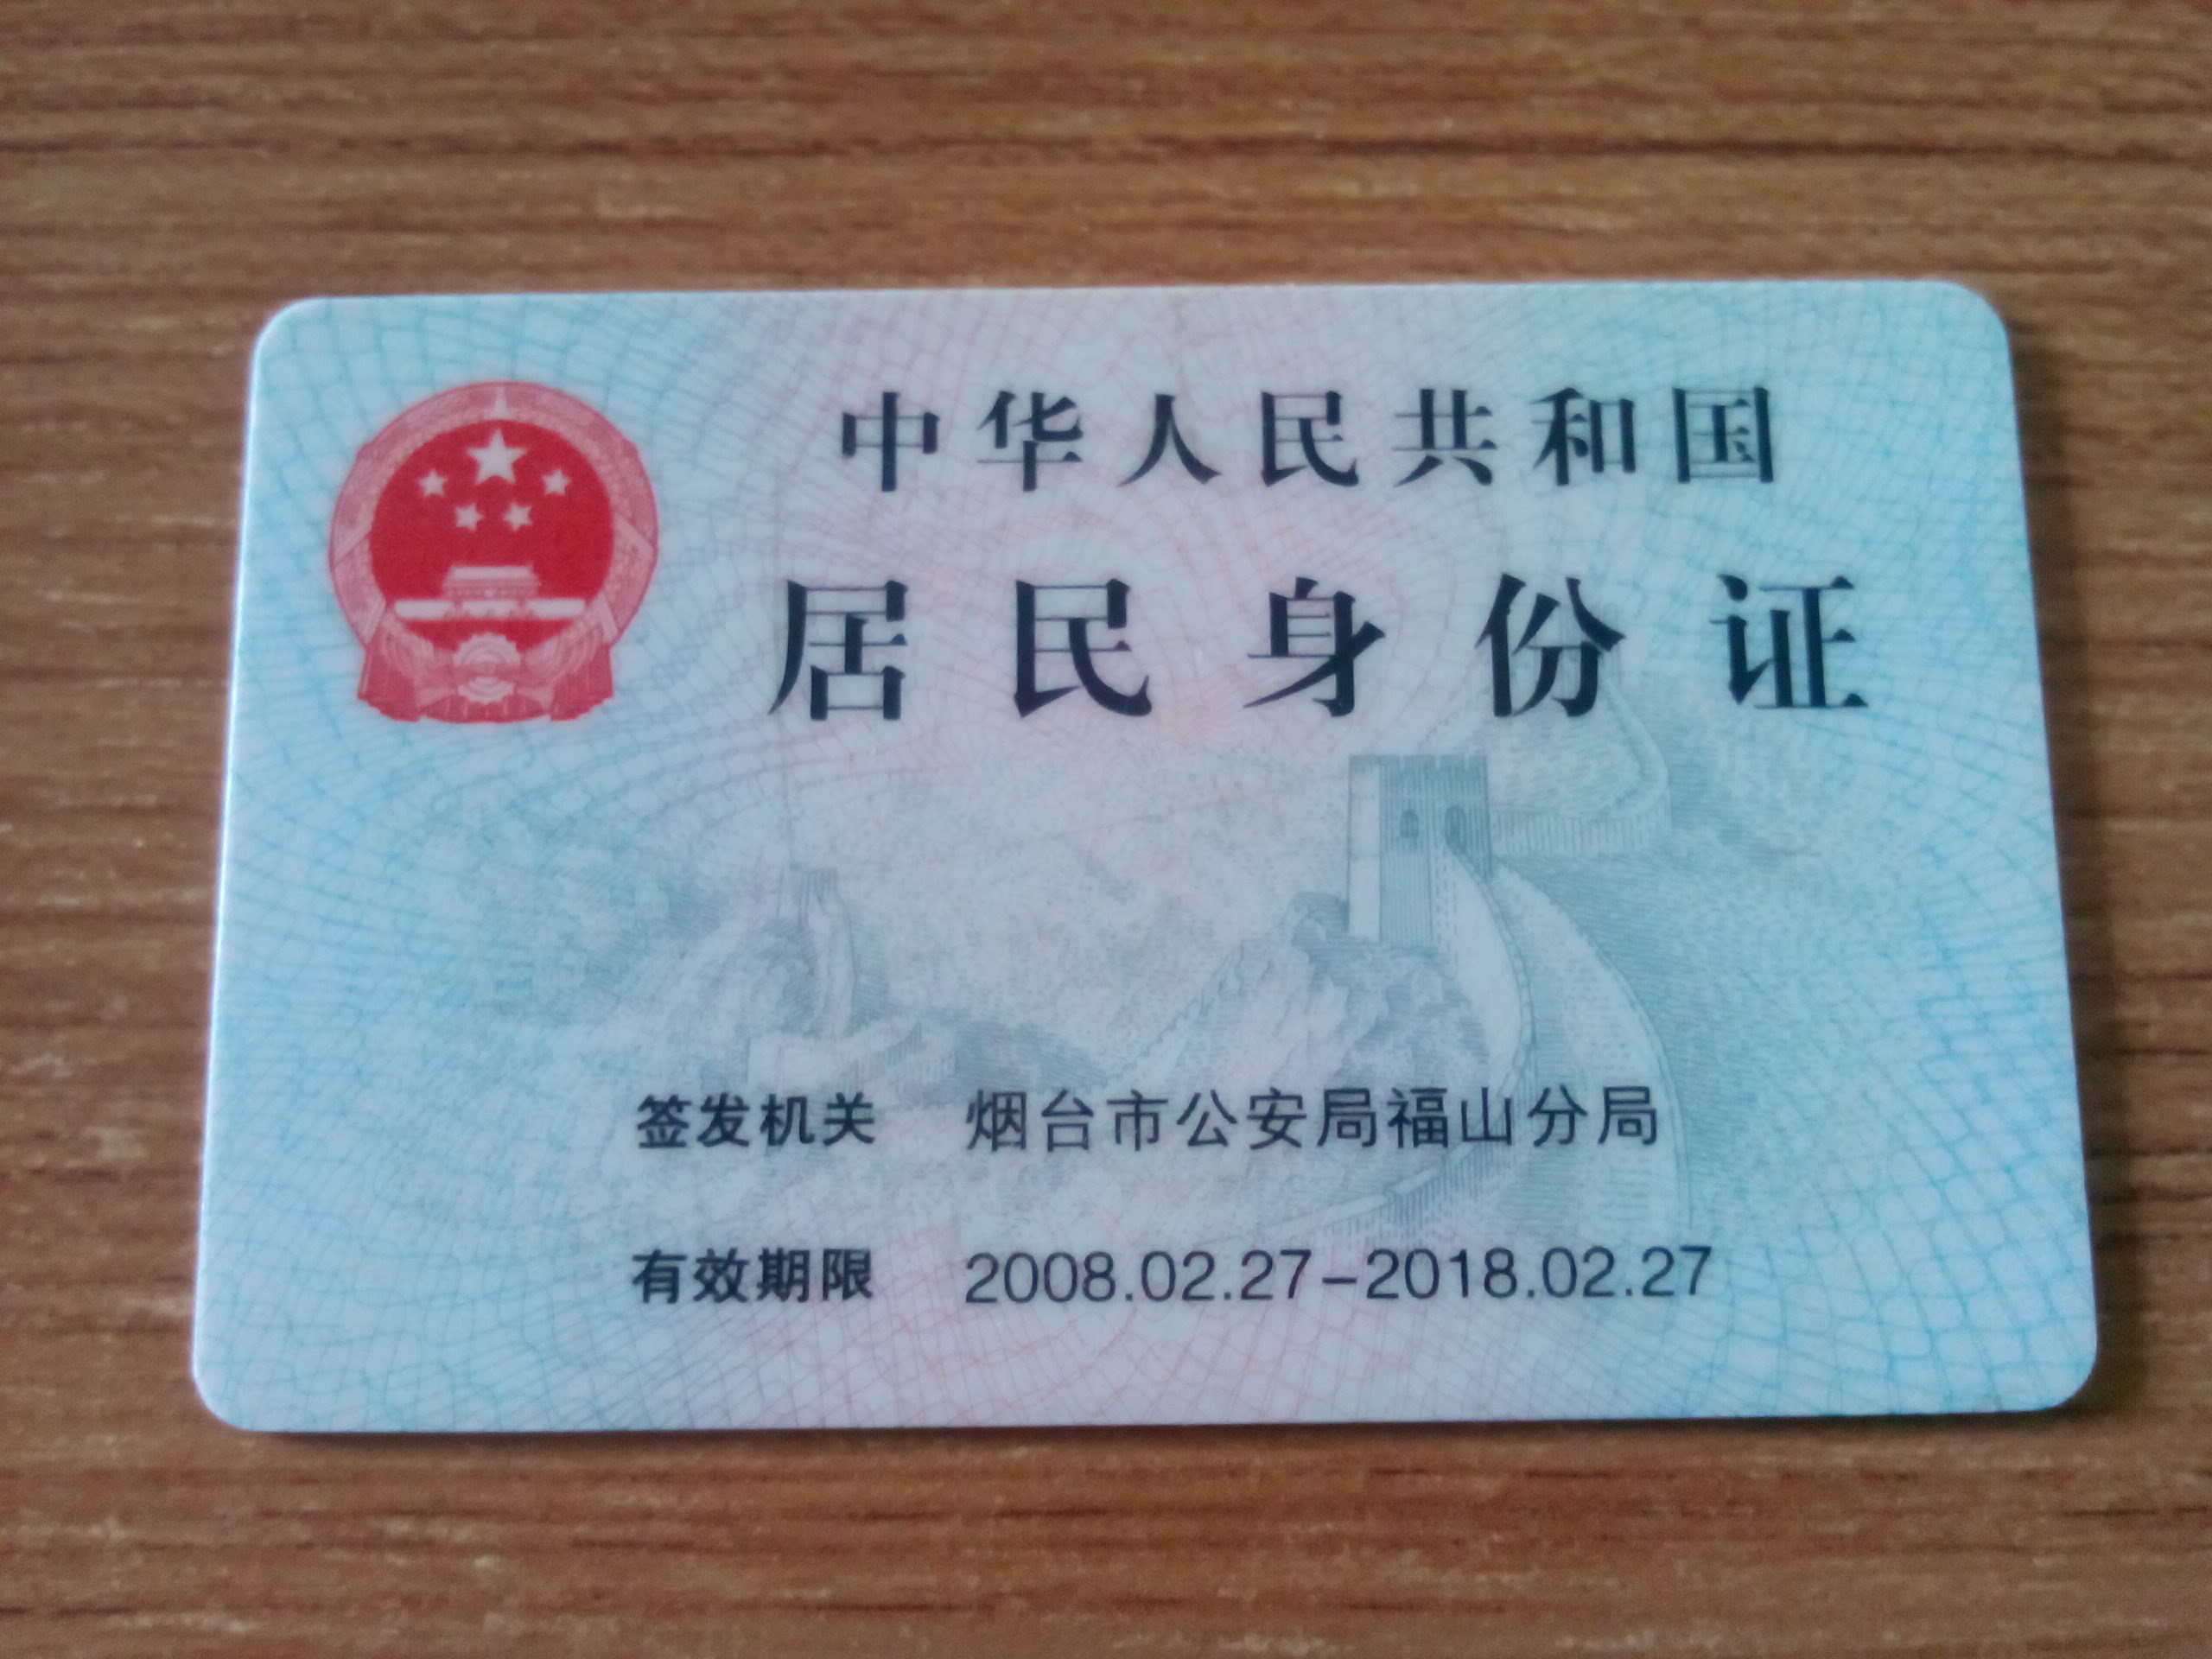 中华人民共和国
居民身份证
签发机关 烟台市公安局福山分局
有效期限 2008.02.27-2018.02.27